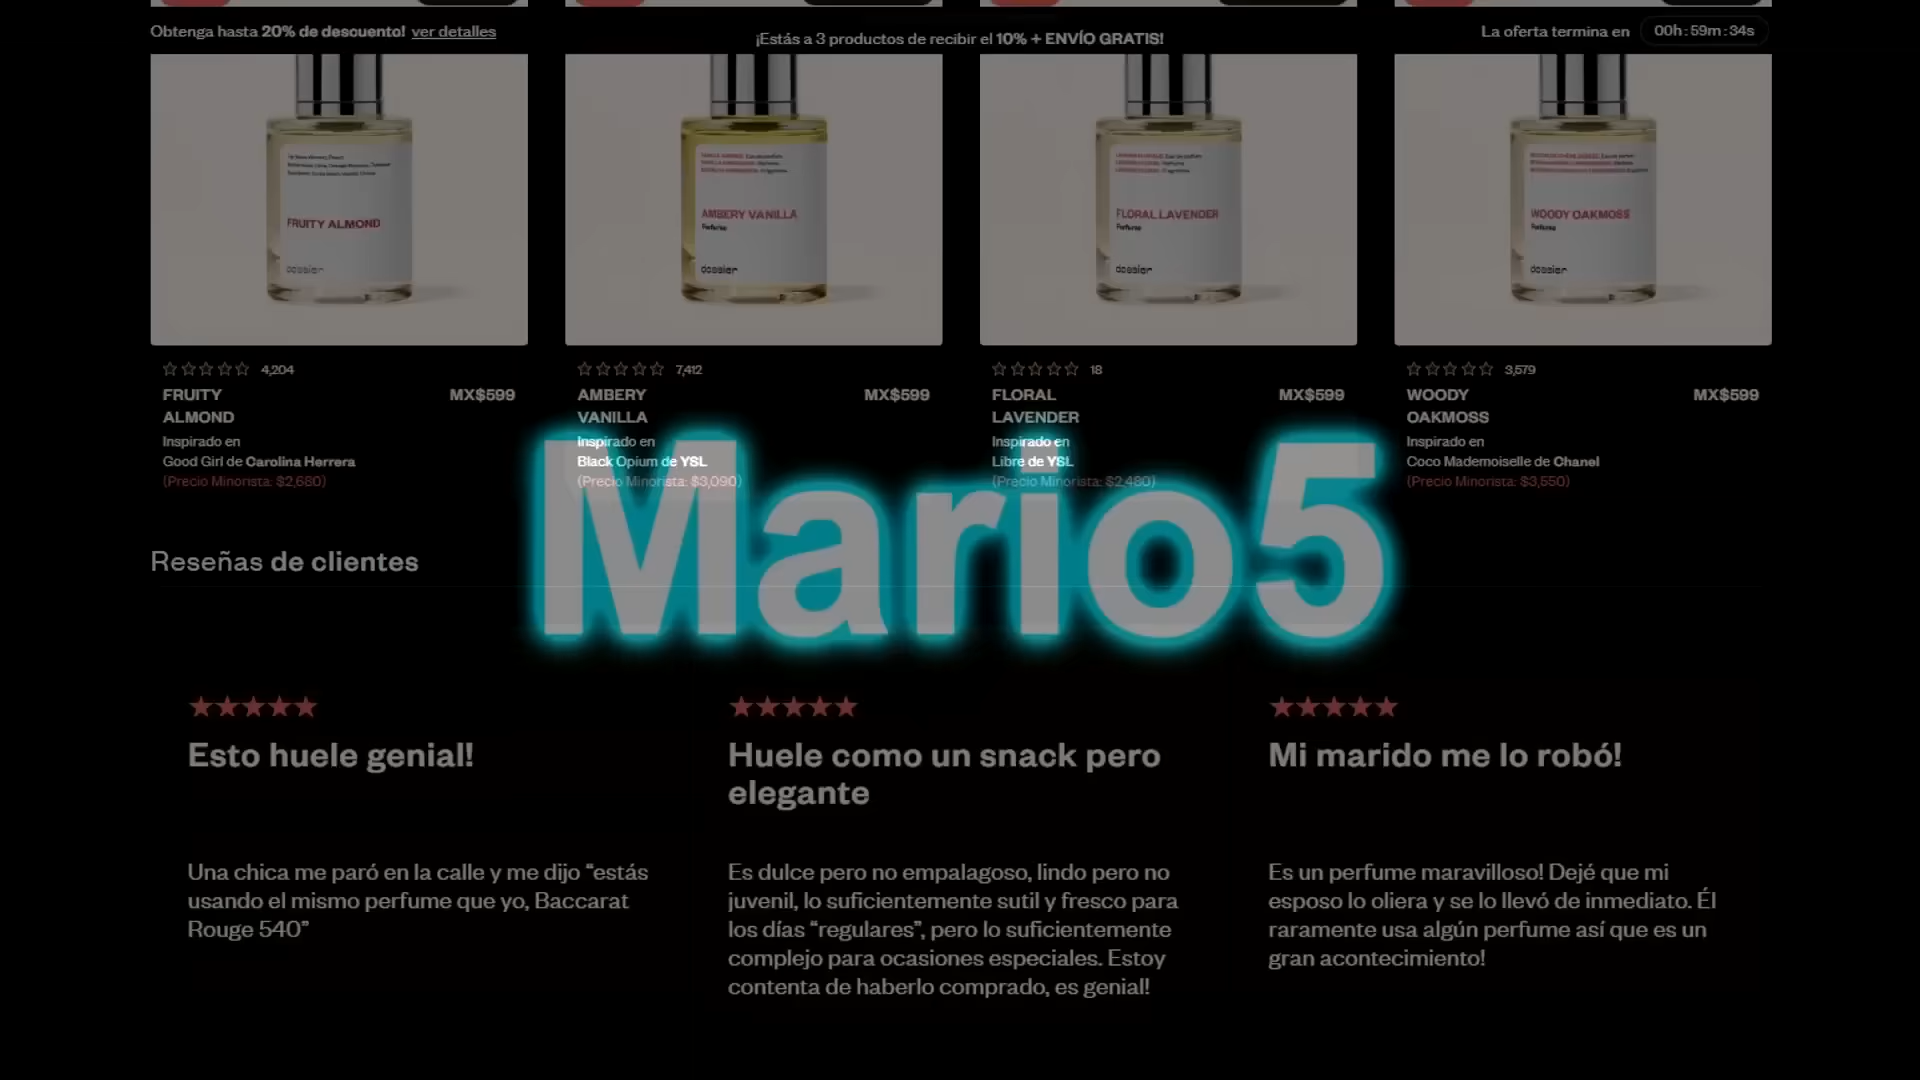 Obtenga hasta 20% de descuento! ver detalles
¡Estás a 3 productos de recibir el 10% + ENVÍO GRATIS!
La oferta termina en 00h:59m:34s
FRUITY ALMOND
dossier
AMBERY VANILLA
Perfume
dossier
FLORAL LAVENDER
Perfume
dossier
WOODY OAKMOSS
Perfume
dossier
4,204
FRUITY
ALMOND
MX$599
Inspirado en
Good Girl de Carolina Herrera
(Precio Minorista: $2,680)
7,412
AMBERY
VANILLA
MX$599
Inspirado en
Black Opium de YSL
(Precio Minorista: $3,090)
18
FLORAL
LAVENDER
MX$599
Inspirado en
Libre de YSL
(Precio Minorista: $2,480)
3,579
WOODY
OAKMOSS
MX$599
Inspirado en
Coco Mademoiselle de Chanel
(Precio Minorista: $3,550)
Mario5
Reseñas de clientes
Esto huele genial!
Una chica me paró en la calle y me dijo “estás
usando el mismo perfume que yo, Baccarat
Rouge 540”
Huele como un snack pero
elegante
Es dulce pero no empalagoso, lindo pero no
juvenil, lo suficientemente sutil y fresco para
los días “regulares”, pero lo suficientemente
complejo para ocasiones especiales. Estoy
contenta de haberlo comprado, es genial!
Mi marido me lo robó!
Es un perfume maravilloso! Dejé que mi
esposo lo oliera y se lo llevó de inmediato. Él
raramente usa algún perfume así que es un
gran acontecimiento!